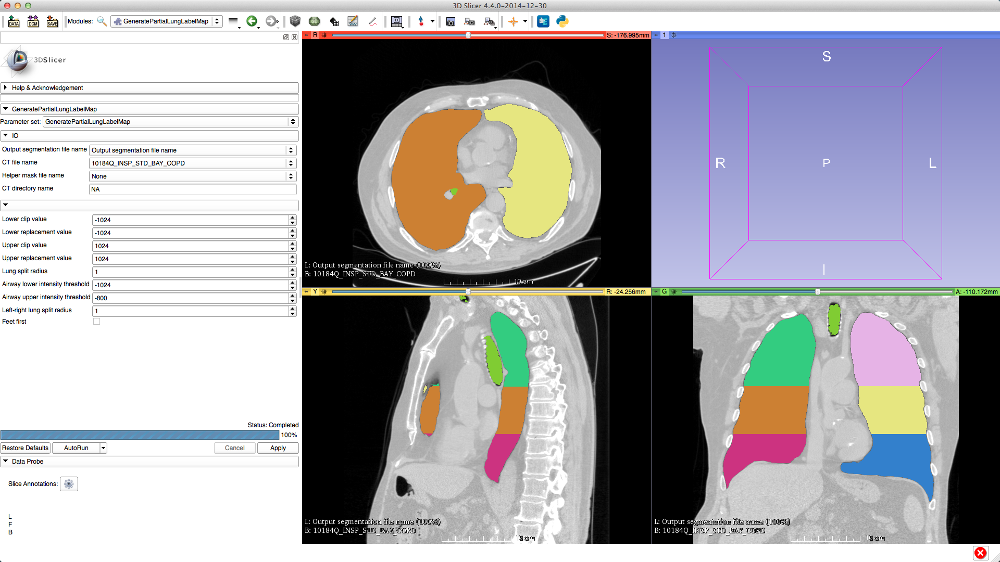 3D Slicer 4.4.0-2014-12-30
DATA
DCM
SAVE
Modules:
GeneratePartialLungLabelMap
3DSlicer
Help & Acknowledgement
GeneratePartialLungLabelMap
Parameter set: GeneratePartialLungLabelMap
IO
Output segmentation file name Output segmentation file name
CT file name 10184Q_INSP_STD_BAY_COPD
Helper mask file name None
CT directory name NA
Lower clip value -1024
Lower replacement value -1024
Upper clip value 1024
Upper replacement value 1024
Lung split radius 1
Airway lower intensity threshold -1024
Airway upper intensity threshold -800
Left-right lung split radius 1
Feet first
Status: Completed
100%
Restore Defaults AutoRun Cancel Apply
Data Probe
Slice Annotations:
L
F
B
R S: -176.995mm
L: Output segmentation file name (100%)
B: 10184Q_INSP_STD_BAY_COPD
10 cm
1
S
R P L
I
Y R: -24.256mm
L: Output segmentation file name (100%)
B: 10184Q_INSP_STD_BAY_COPD
10 cm
G A: -110.172mm
L: Output segmentation file name (100%)
B: 10184Q_INSP_STD_BAY_COPD
10 cm